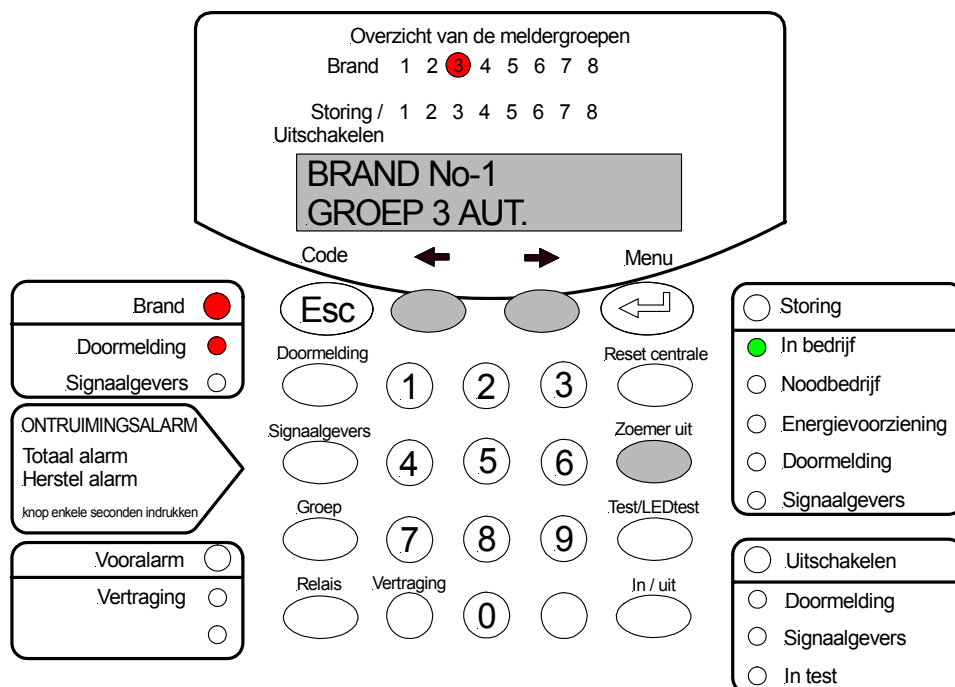 Overzicht van de meldergroepen
Brand 1 2 3 4 5 6 7 8
Storing / 1 2 3 4 5 6 7 8
Uitschakelen
BRAND No-1
GROEP 3 AUT.
Code
Menu
Esc
Brand
Doormelding
Signaalgevers
ONTRUIMINGSALARM
Totaal alarm
Herstel alarm
knop enkele seconden indrukken
Vooralarm
Vertraging
Doormelding
1 2 3
Reset centrale
Signaalgevers
4 5 6
Zoemer uit
Groep
7 8 9
Test/LEDtest
Relais
Vertraging
0
In / uit
Storing
In bedrijf
Noodbedrijf
Energievoorziening
Doormelding
Signaalgevers
Uitschakelen
Doormelding
Signaalgevers
In test